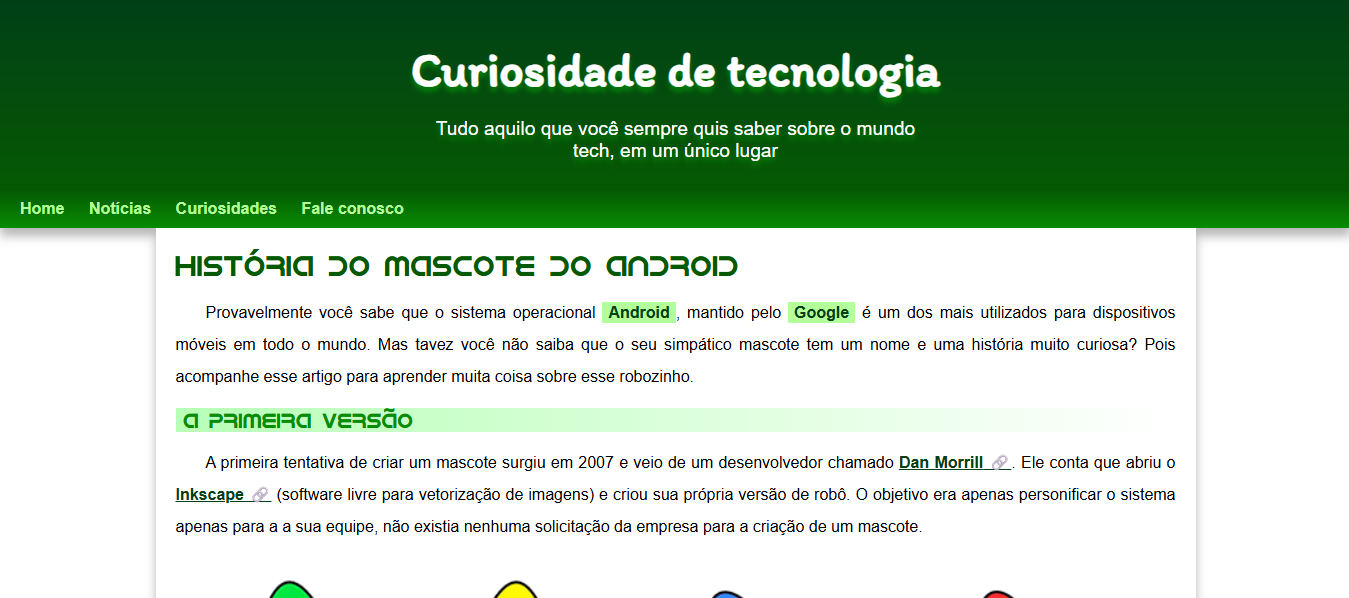 Curiosidade de tecnologia
Tudo aquilo que você sempre quis saber sobre o mundo
tech, em um único lugar
Home Notícias Curiosidades Fale conosco
História do Mascote do Android
Provavelmente você sabe que o sistema operacional Android, mantido pelo Google é um dos mais utilizados para dispositivos
móveis em todo o mundo. Mas tavez você não saiba que o seu simpático mascote tem um nome e uma história muito curiosa? Pois
acompanhe esse artigo para aprender muita coisa sobre esse robozinho.
A primeira versão
A primeira tentativa de criar um mascote surgiu em 2007 e veio de um desenvolvedor chamado Dan Morrill 🔗. Ele conta que abriu o
Inkscape 🔗 (software livre para vetorização de imagens) e criou sua própria versão de robô. O objetivo era apenas personificar o sistema
apenas para a a sua equipe, não existia nenhuma solicitação da empresa para a criação de um mascote.